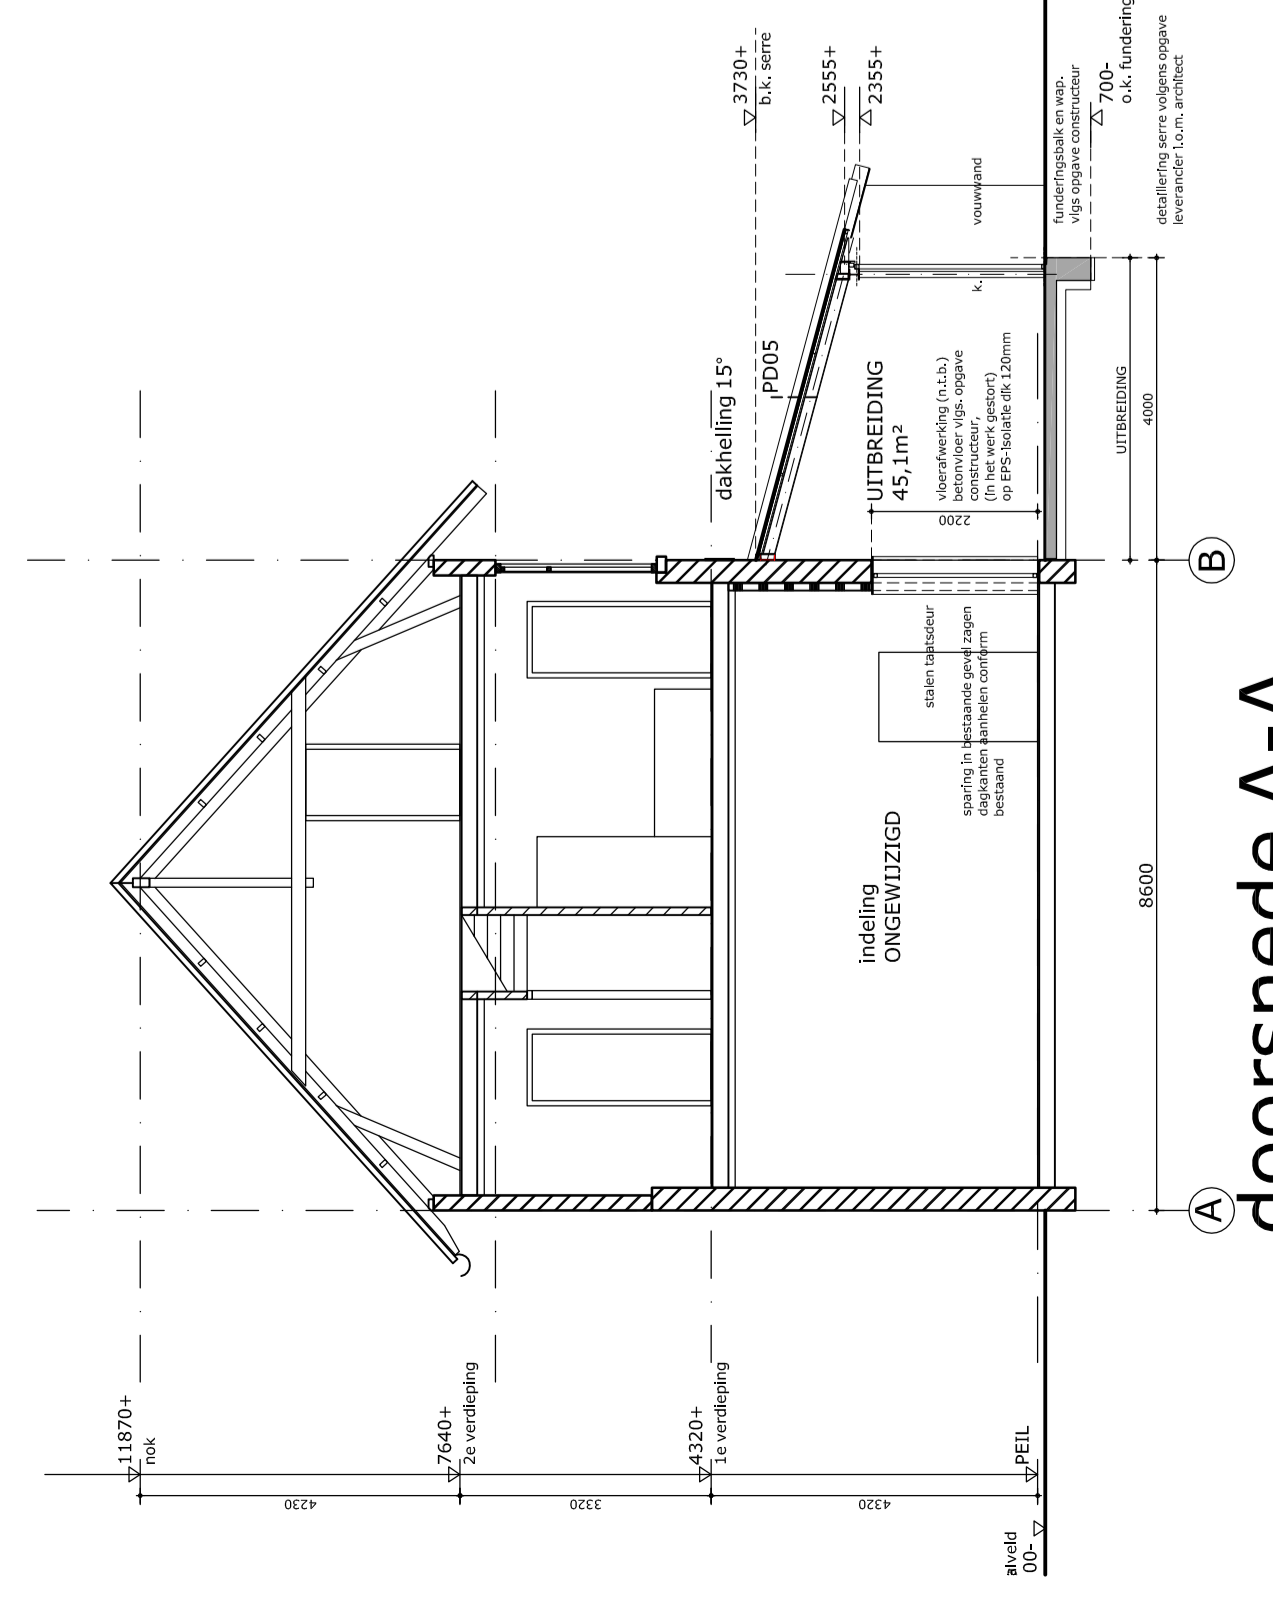 11870+
nok
7640+
2e verdieping
4320+
1e verdieping
PEIL
4230
3320
4320
00-
indeling
ONGEWIJZIGD
stalen taatsdeur
sparing in bestaande gevel zagen
dagkanten aanhelen conform
bestaand
dakhelling 15°
PD05
UITBREIDING
45,1m²
vloerafwerking (n.t.b.)
betonvloer vlgs. opgave
constructeur,
(in het werk gestort)
op EPS-isolatie dik 120mm
2200
3730+
b.k. serre
2555+
2355+
vouwwand
k.
funderingsbalk en wap.
vlgs opgave constructeur
700-
o.k. fundering
detaillering serre volgens opgave
leverancier i.o.m. architect
UITBREIDING
4000
8600
A
B
doorsnede A-A